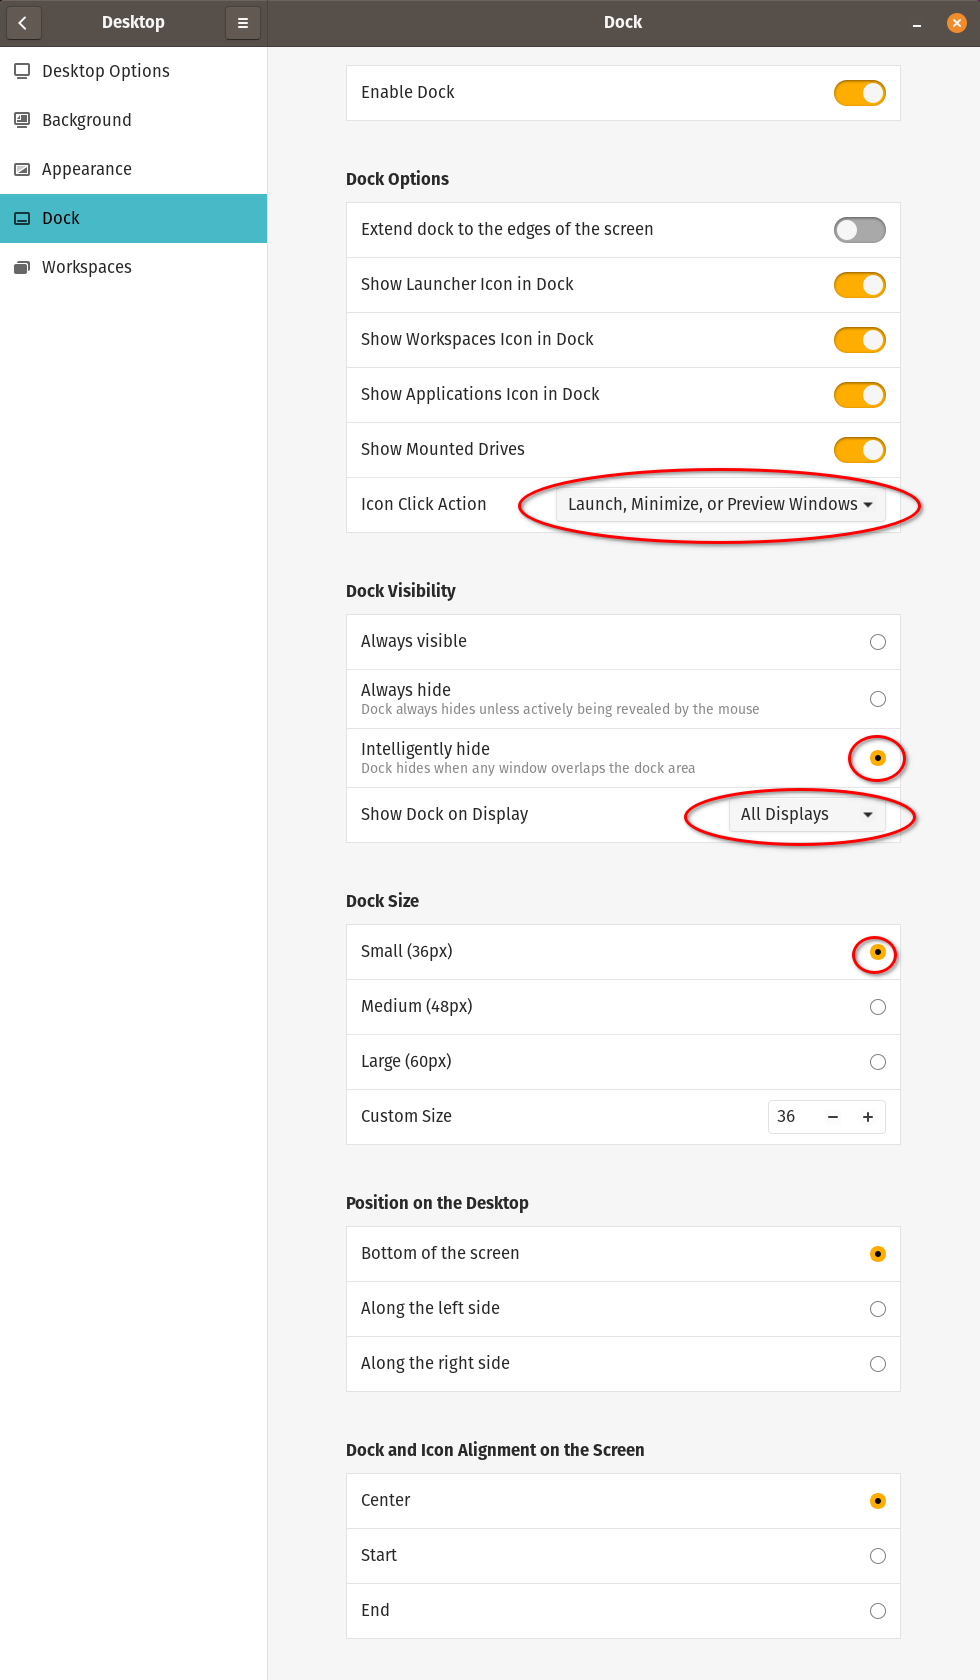 Desktop
Dock
Desktop Options
Background
Appearance
Dock
Workspaces
Enable Dock
Dock Options
Extend dock to the edges of the screen
Show Launcher Icon in Dock
Show Workspaces Icon in Dock
Show Applications Icon in Dock
Show Mounted Drives
Icon Click Action Launch, Minimize, or Preview Windows
Dock Visibility
Always visible
Always hide
Dock always hides unless actively being revealed by the mouse
Intelligently hide
Dock hides when any window overlaps the dock area
Show Dock on Display All Displays
Dock Size
Small (36px)
Medium (48px)
Large (60px)
Custom Size 36 − +
Position on the Desktop
Bottom of the screen
Along the left side
Along the right side
Dock and Icon Alignment on the Screen
Center
Start
End